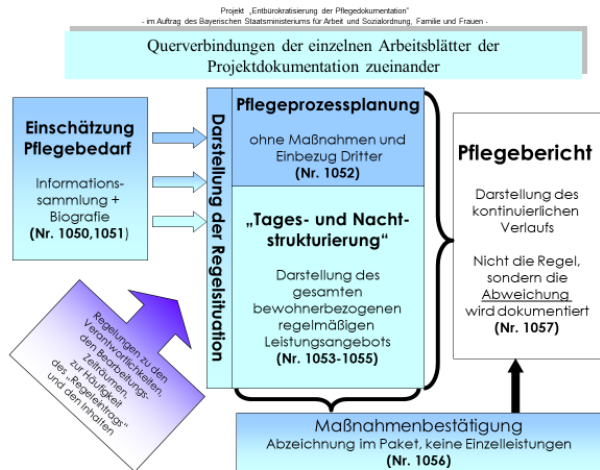 Projekt „Entbürokratisierung der Pflegedokumentation"
- im Auftrag des Bayerischen Staatsministeriums für Arbeit und Sozialordnung, Familie und Frauen -
Querverbindungen der einzelnen Arbeitsblätter der
Projektdokumentation zueinander
Einschätzung
Pflegebedarf
Informations-
sammlung +
Biografie
(Nr. 1050,1051)
Darstellung der Regelsituation
Pflegeprozessplanung
ohne Maßnahmen und
Einbezug Dritter
(Nr. 1052)
„Tages- und Nacht-
strukturierung“
Darstellung des
gesamten
bewohnerbezogenen
regelmäßigen
Leistungsangebots
(Nr. 1053-1055)
Pflegebericht
Darstellung des
kontinuierlichen
Verlaufs
Nicht die Regel,
sondern die
Abweichung
wird dokumentiert
(Nr. 1057)
Regelungen zu den
Verantwortlichkeiten,
den Bearbeitungs-
Zeiträumen,
zur Häufigkeit
des „Regeleintrags"
und den Inhalten
Maßnahmenbestätigung
Abzeichnung im Paket, keine Einzelleistungen
(Nr. 1056)